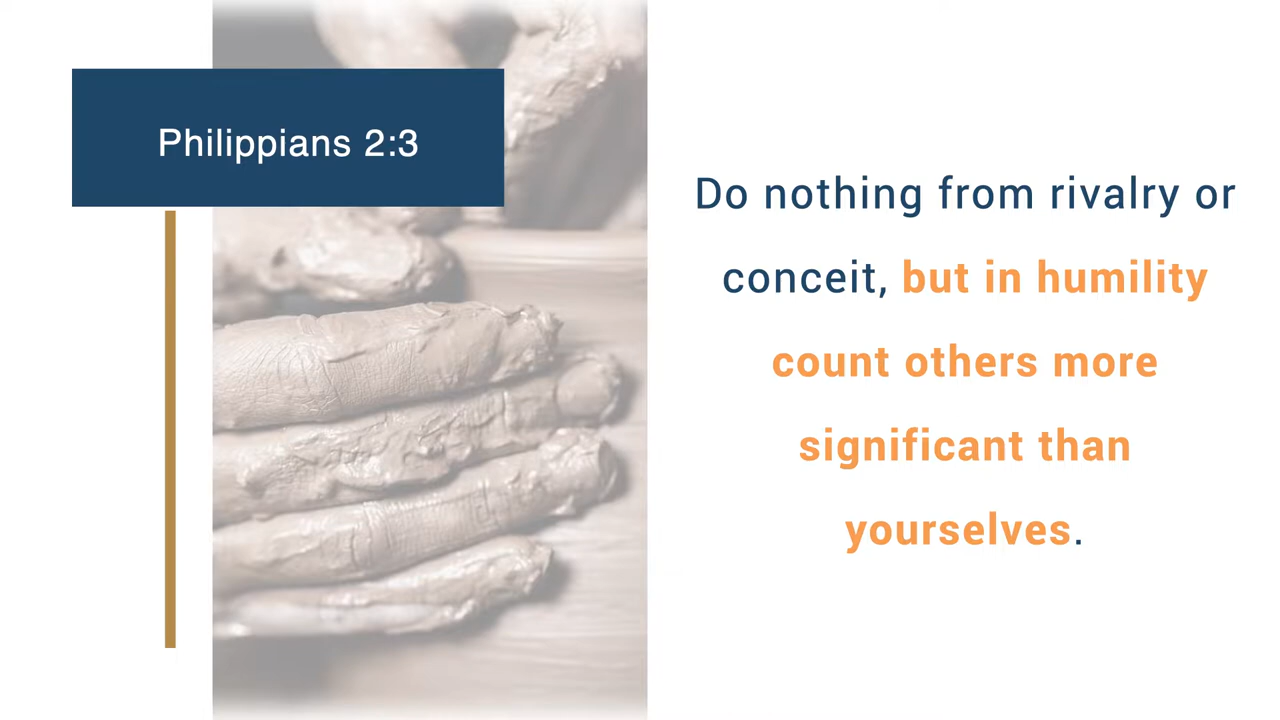 Philippians 2:3
Do nothing from rivalry or
conceit, but in humility
count others more
significant than
yourselves.